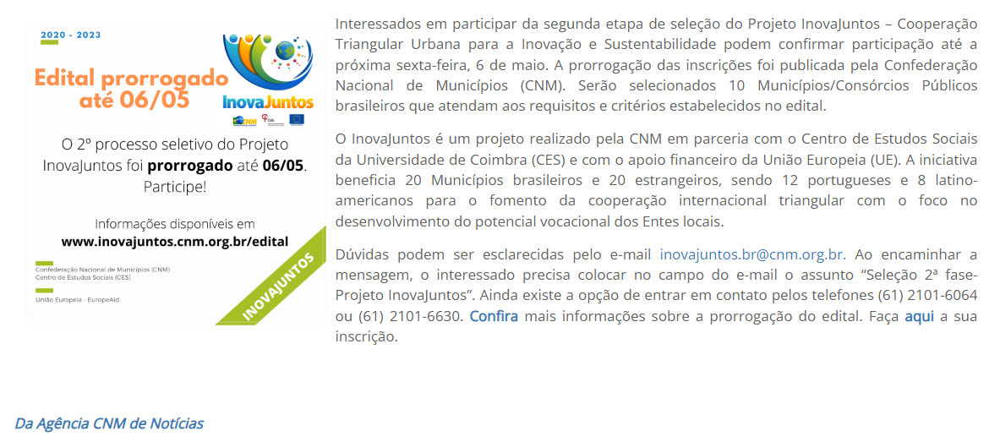 2020 - 2023
Edital prorrogado
até 06/05
InovaJuntos
CNM
CES
O 2º processo seletivo do Projeto
InovaJuntos foi prorrogado até 06/05.
Participe!
Informações disponíveis em
www.inovajuntos.cnm.org.br/edital
Confederação Nacional de Municípios (CNM)
Centro de Estudos Sociais (CES)
União Europeia - EuropeAid
INOVAJUNTOS
Interessados em participar da segunda etapa de seleção do Projeto InovaJuntos – Cooperação
Triangular Urbana para a Inovação e Sustentabilidade podem confirmar participação até a
próxima sexta-feira, 6 de maio. A prorrogação das inscrições foi publicada pela Confederação
Nacional de Municípios (CNM). Serão selecionados 10 Municípios/Consórcios Públicos
brasileiros que atendam aos requisitos e critérios estabelecidos no edital.
O InovaJuntos é um projeto realizado pela CNM em parceria com o Centro de Estudos Sociais
da Universidade de Coimbra (CES) e com o apoio financeiro da União Europeia (UE). A iniciativa
beneficia 20 Municípios brasileiros e 20 estrangeiros, sendo 12 portugueses e 8 latino-
americanos para o fomento da cooperação internacional triangular com o foco no
desenvolvimento do potencial vocacional dos Entes locais.
Dúvidas podem ser esclarecidas pelo e-mail inovajuntos.br@cnm.org.br. Ao encaminhar a
mensagem, o interessado precisa colocar no campo do e-mail o assunto “Seleção 2ª fase-
Projeto InovaJuntos”. Ainda existe a opção de entrar em contato pelos telefones (61) 2101-6064
ou (61) 2101-6630. Confira mais informações sobre a prorrogação do edital. Faça aqui a sua
inscrição.
Da Agência CNM de Notícias